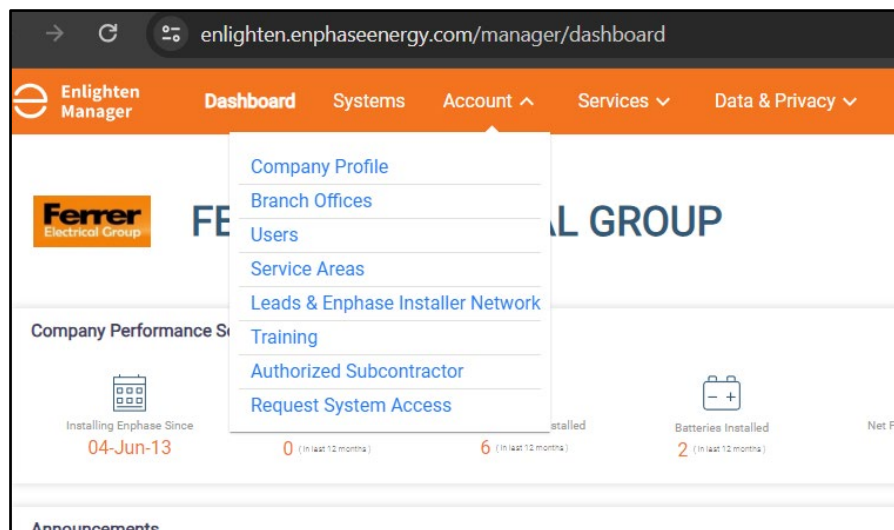 enlighten.enphaseenergy.com/manager/dashboard
Enlighten Manager
Dashboard Systems Account Services Data & Privacy
Company Profile
Branch Offices
Users
Service Areas
Leads & Enphase Installer Network
Training
Authorized Subcontractor
Request System Access
Ferrer
Electrical Group
FE AL GROUP
Company Performance
Installing Enphase Since
04-Jun-13
0 (In last 12 months)
6 (In last 12 months)
Batteries Installed
2 (In last 12 months)
Announcements